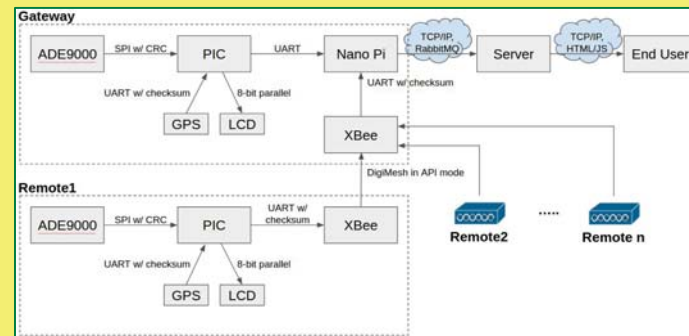 Gateway
ADE9000
SPI w/ CRC
PIC
UART
Nano Pi
TCP/IP,
RabbitMQ
Server
TCP/IP,
HTML/JS
End User
UART w/ checksum
8-bit parallel
UART w/ checksum
GPS
LCD
XBee
DigiMesh in API mode
Remote1
ADE9000
SPI w/ CRC
PIC
UART w/
checksum
XBee
UART w/ checksum
8-bit parallel
GPS
LCD
Remote2
.....
Remote n